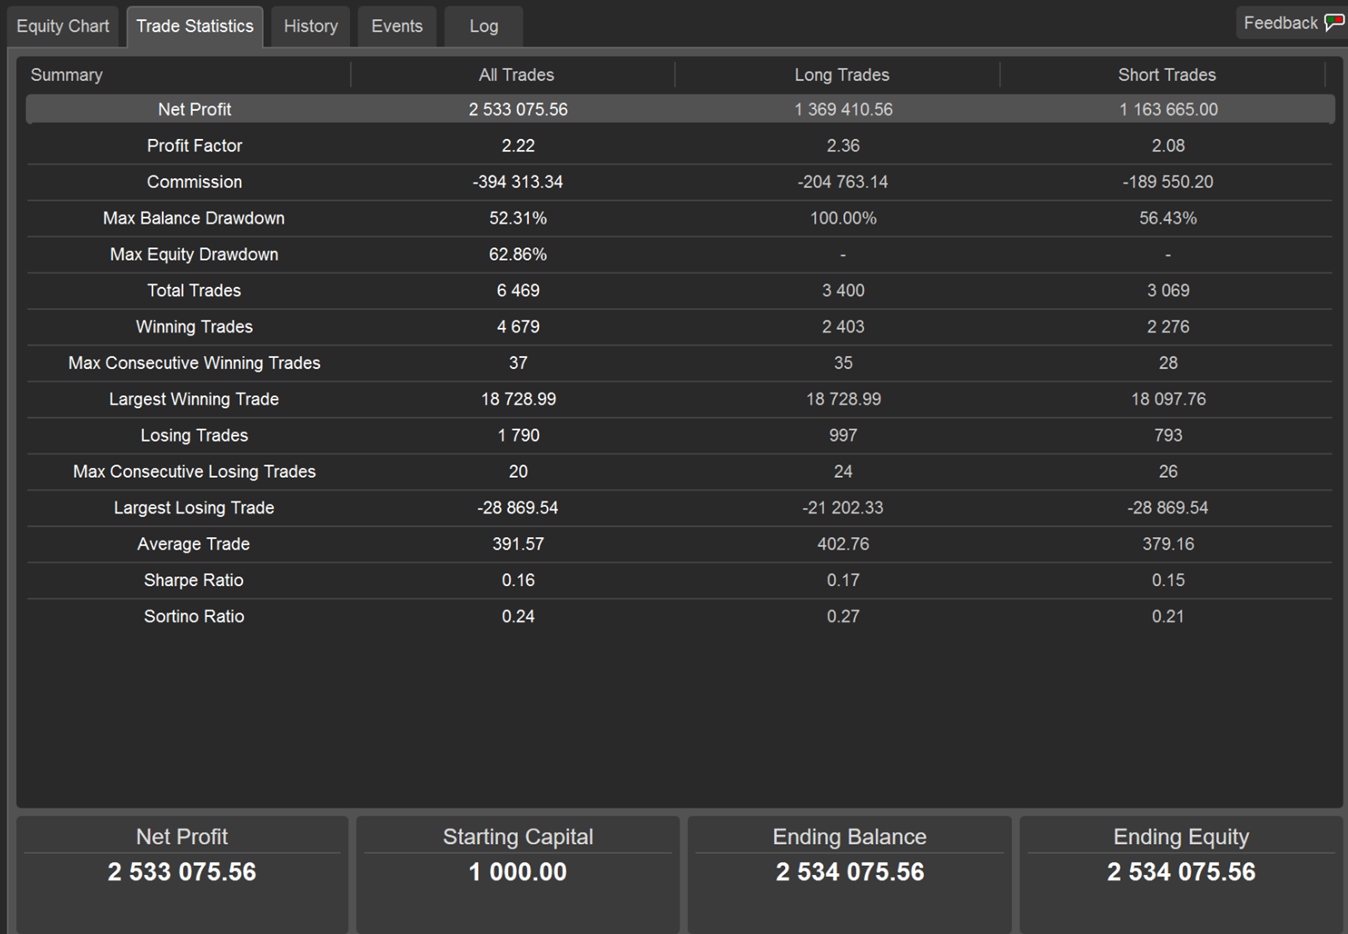 Equity Chart Trade Statistics History Events Log Feedback
Summary All Trades Long Trades Short Trades
Net Profit 2 533 075.56 1 369 410.56 1 163 665.00
Profit Factor 2.22 2.36 2.08
Commission -394 313.34 -204 763.14 -189 550.20
Max Balance Drawdown 52.31% 100.00% 56.43%
Max Equity Drawdown 62.86% - -
Total Trades 6 469 3 400 3 069
Winning Trades 4 679 2 403 2 276
Max Consecutive Winning Trades 37 35 28
Largest Winning Trade 18 728.99 18 728.99 18 097.76
Losing Trades 1 790 997 793
Max Consecutive Losing Trades 20 24 26
Largest Losing Trade -28 869.54 -21 202.33 -28 869.54
Average Trade 391.57 402.76 379.16
Sharpe Ratio 0.16 0.17 0.15
Sortino Ratio 0.24 0.27 0.21
Net Profit Starting Capital Ending Balance Ending Equity
2 533 075.56 1 000.00 2 534 075.56 2 534 075.56